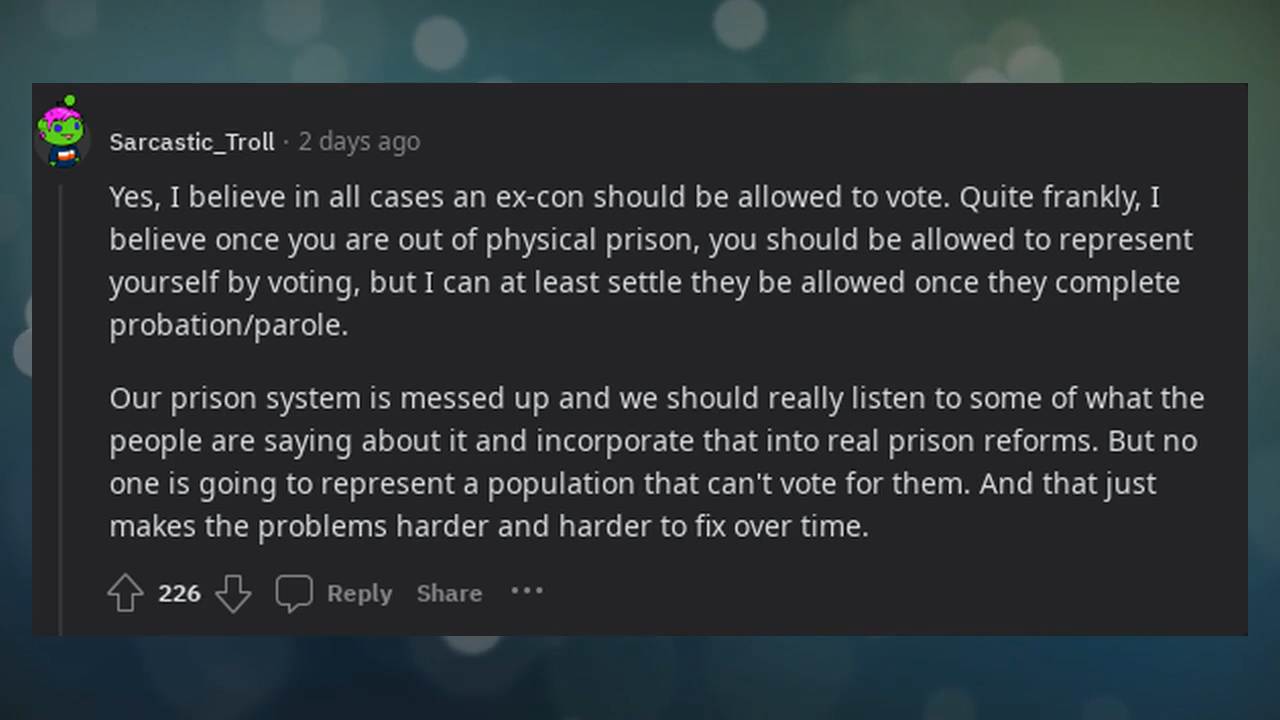 Sarcastic_Troll · 2 days ago
Yes, I believe in all cases an ex-con should be allowed to vote. Quite frankly, I
believe once you are out of physical prison, you should be allowed to represent
yourself by voting, but I can at least settle they be allowed once they complete
probation/parole.
Our prison system is messed up and we should really listen to some of what the
people are saying about it and incorporate that into real prison reforms. But no
one is going to represent a population that can't vote for them. And that just
makes the problems harder and harder to fix over time.
226 Reply Share ···